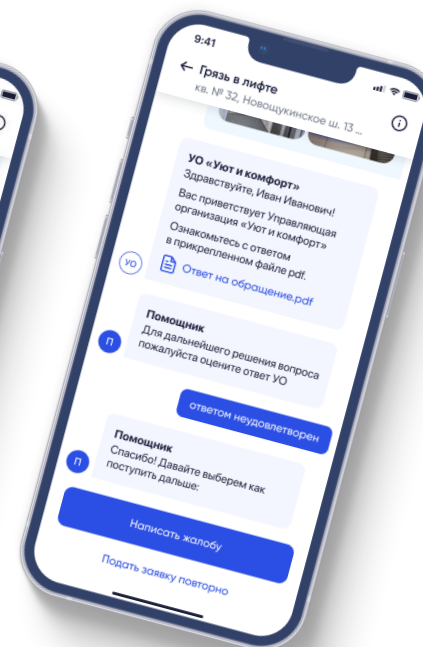 9:41
Грязь в лифте
кв. № 32, Новощукинское ш. 13 ...
УО «Уют и комфорт»
Здравствуйте, Иван Иванович!
Вас приветствует Управляющая
организация «Уют и комфорт»
Ознакомьтесь с ответом
в прикрепленном файле pdf.
Ответ на обращение.pdf
УО
Помощник
Для дальнейшего решения вопроса
пожалуйста оцените ответ УО
П
ответом неудовлетворен
Помощник
Спасибо! Давайте выберем как
поступить дальше:
П
Написать жалобу
Подать заявку повторно